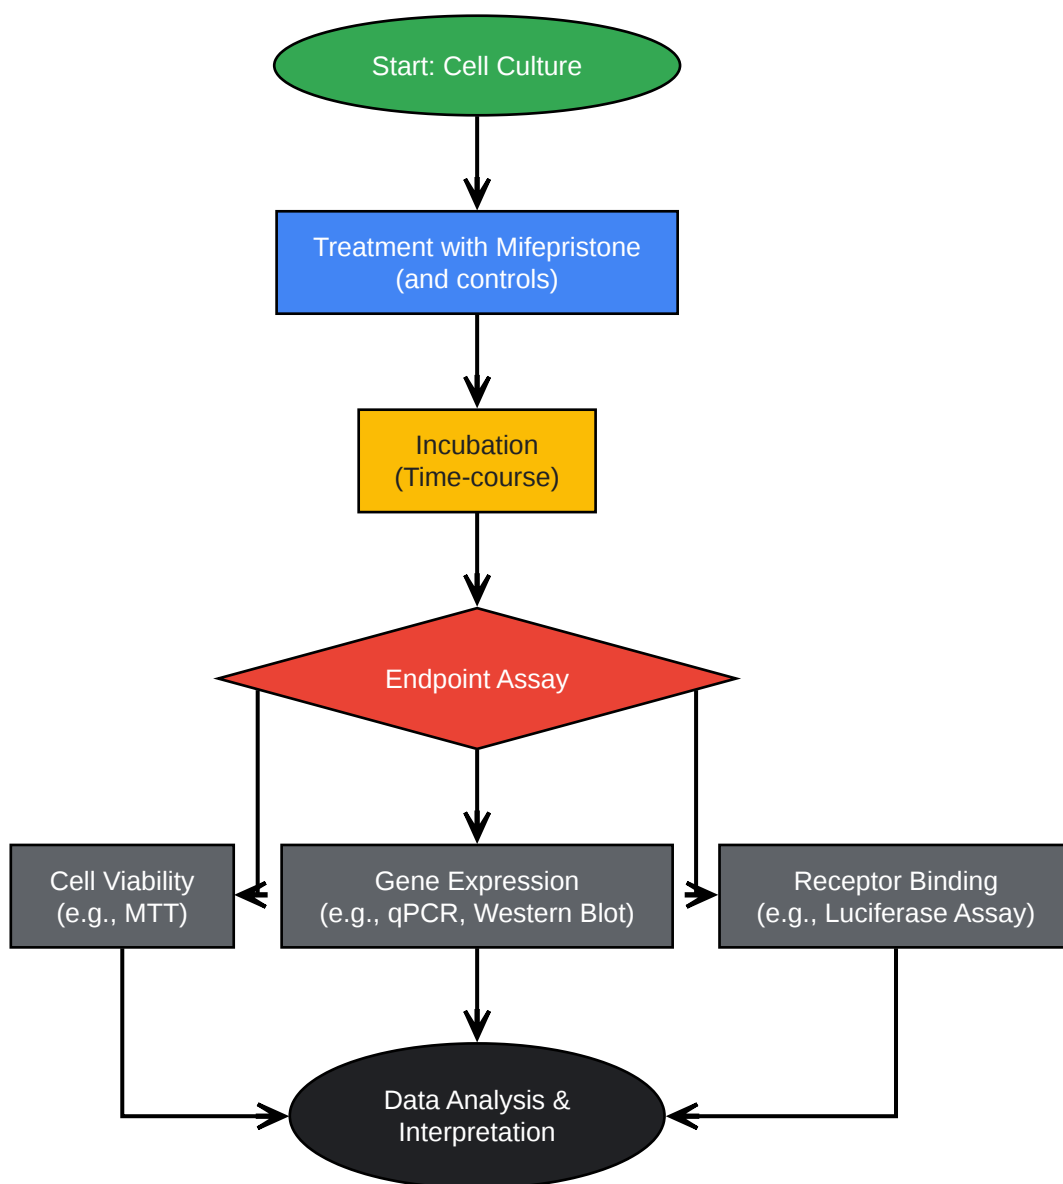 Start: Cell Culture
Treatment with Mifepristone
(and controls)
Incubation
(Time-course)
Endpoint Assay
Cell Viability
(e.g., MTT)
Gene Expression
(e.g., qPCR, Western Blot)
Receptor Binding
(e.g., Luciferase Assay)
Data Analysis &
Interpretation